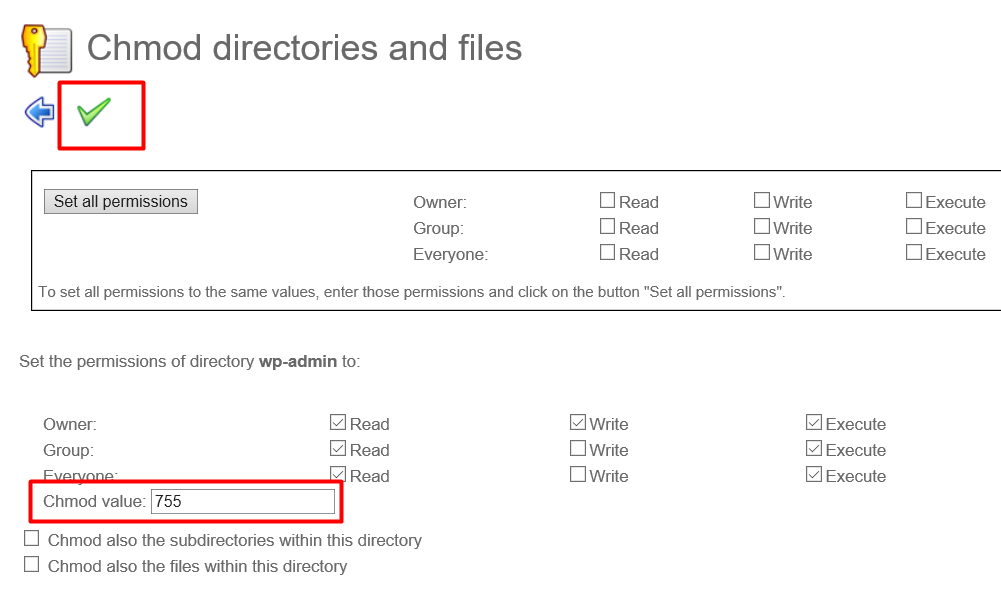 Chmod directories and files
Set all permissions
Owner: Read Write Execute
Group: Read Write Execute
Everyone: Read Write Execute
To set all permissions to the same values, enter those permissions and click on the button "Set all permissions".
Set the permissions of directory wp-admin to:
Owner: Read Write Execute
Group: Read Write Execute
Everyone: Read Write Execute
Chmod value: 755
Chmod also the subdirectories within this directory
Chmod also the files within this directory